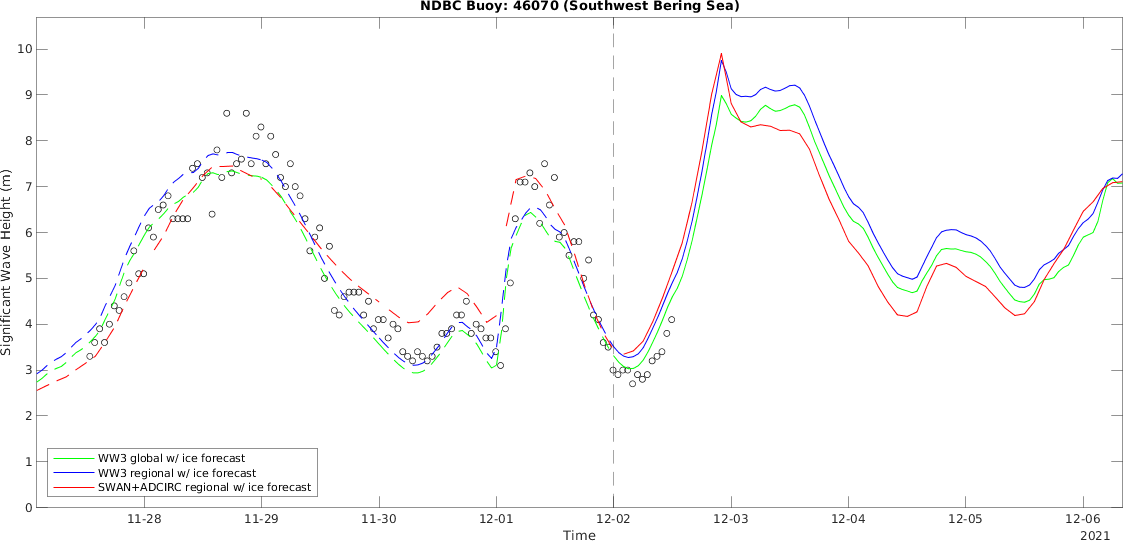 NDBC Buoy: 46070 (Southwest Bering Sea)
Significant Wave Height (m)
10
9
8
7
6
5
4
3
2
1
0
WW3 global w/ ice forecast
WW3 regional w/ ice forecast
SWAN+ADCIRC regional w/ ice forecast
11-28 11-29 11-30 12-01 12-02 12-03 12-04 12-05 12-06
Time
2021